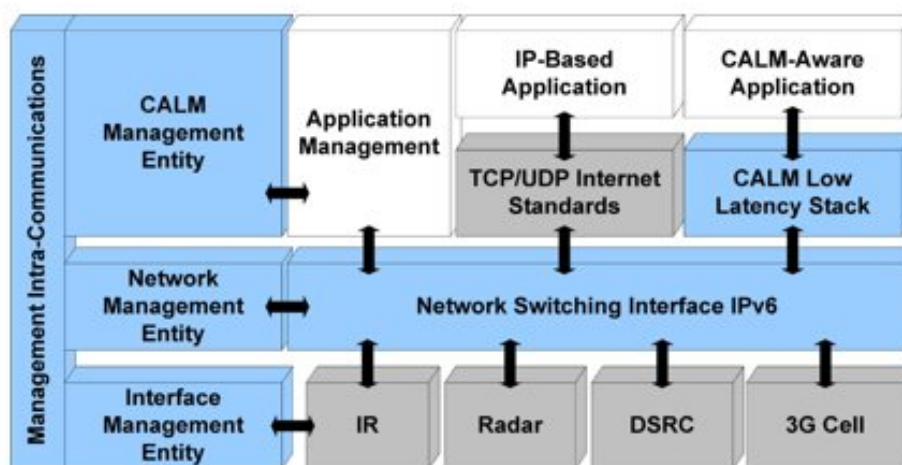 Management Intra-Communications
CALM
Management
Entity
Application
Management
IP-Based
Application
CALM-Aware
Application
TCP/UDP Internet
Standards
CALM Low
Latency Stack
Network
Management
Entity
Network Switching Interface IPv6
Interface
Management
Entity
IR
Radar
DSRC
3G Cell